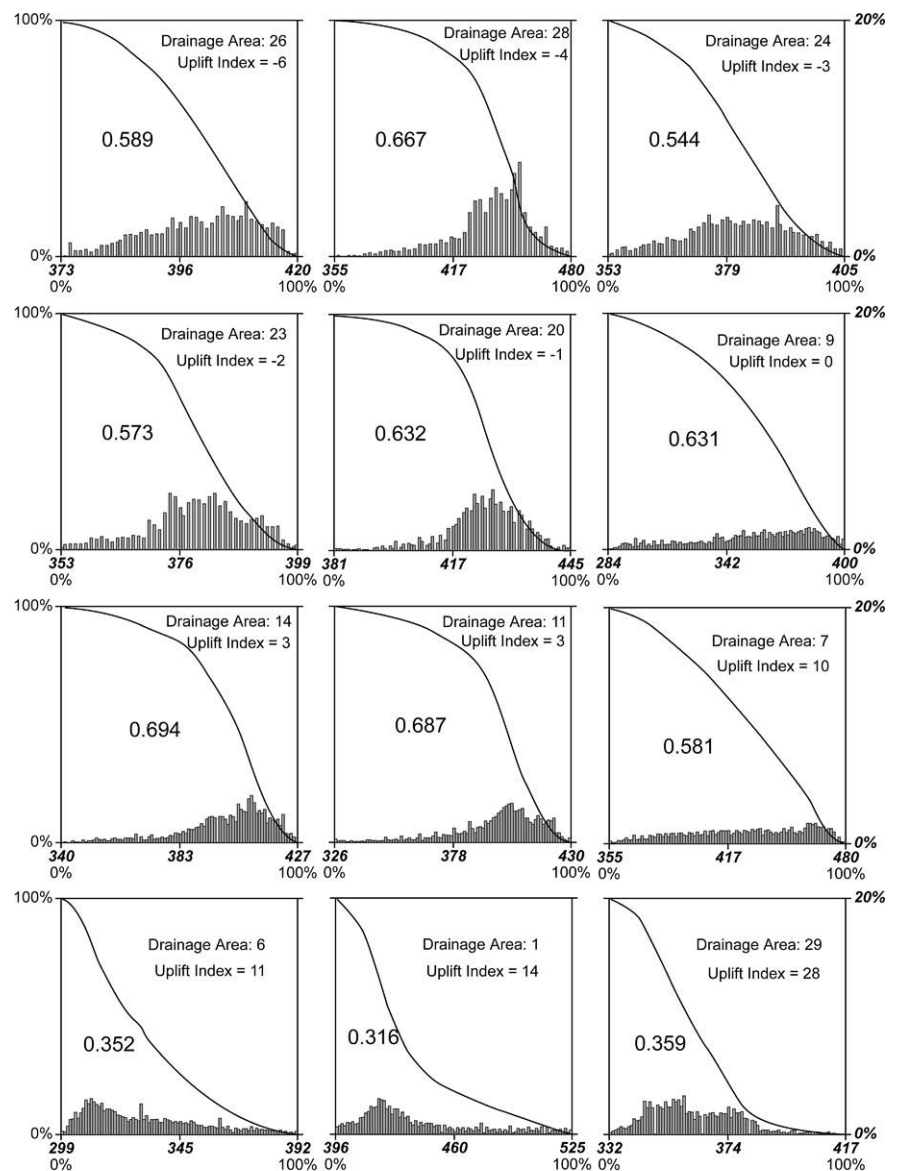 100%
20%
Drainage Area: 26
Uplift Index = -6
0.589
0%
373 396 420
0% 100%
Drainage Area: 28
Uplift Index = -4
0.667
355 417 480
0% 100%
Drainage Area: 24
Uplift Index = -3
0.544
0%
353 379 405
0% 100%
100%
20%
Drainage Area: 23
Uplift Index = -2
0.573
0%
353 376 399
0% 100%
Drainage Area: 20
Uplift Index = -1
0.632
381 417 445
0% 100%
Drainage Area: 9
Uplift Index = 0
0.631
0%
284 342 400
0% 100%
100%
20%
Drainage Area: 14
Uplift Index = 3
0.694
0%
340 383 427
0% 100%
Drainage Area: 11
Uplift Index = 3
0.687
326 378 430
0% 100%
Drainage Area: 7
Uplift Index = 10
0.581
0%
355 417 480
0% 100%
100%
20%
Drainage Area: 6
Uplift Index = 11
0.352
0%
299 345 392
0% 100%
Drainage Area: 1
Uplift Index = 14
0.316
396 460 525
0% 100%
Drainage Area: 29
Uplift Index = 28
0.359
0%
332 374 417
0% 100%